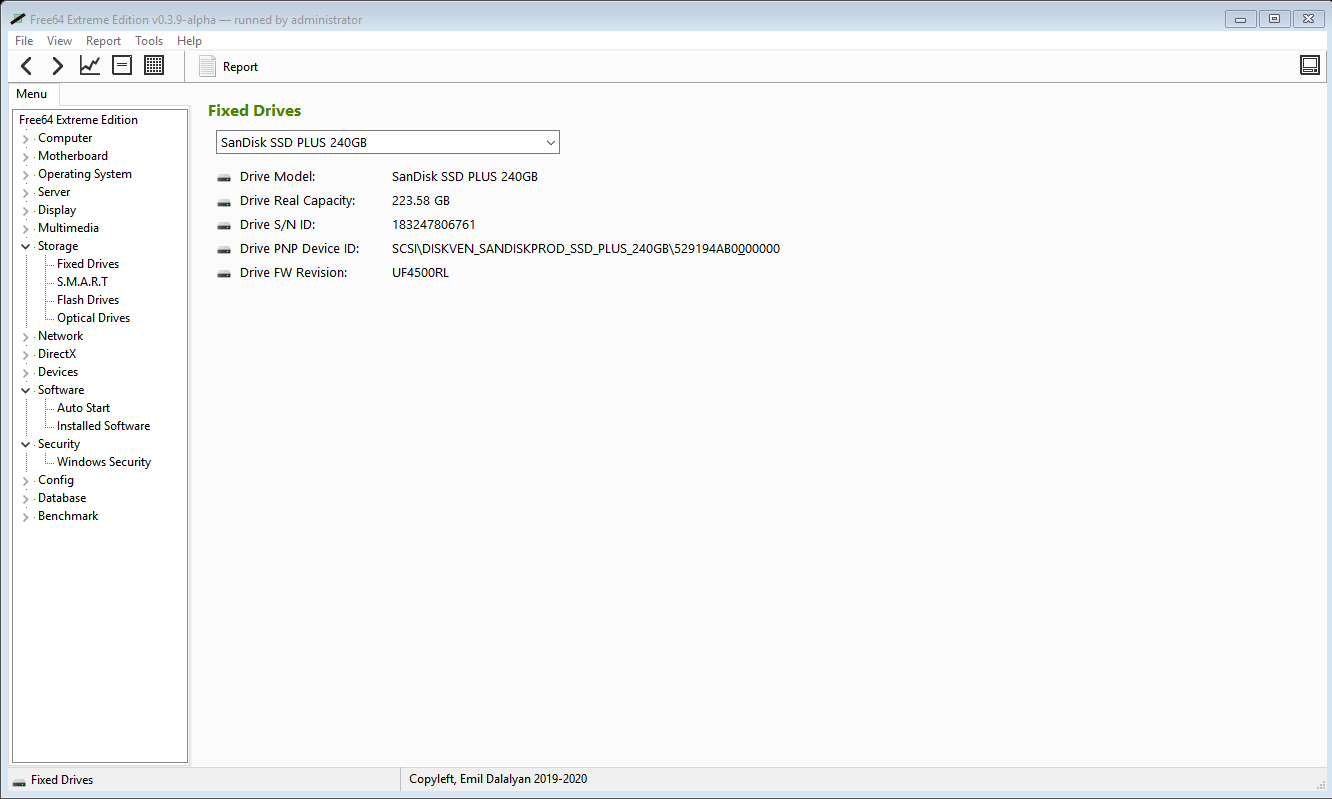 Free64 Extreme Edition v0.3.9-alpha — runned by administrator
File View Report Tools Help
Report
Menu
Free64 Extreme Edition
Computer
Motherboard
Operating System
Server
Display
Multimedia
Storage
Fixed Drives
S.M.A.R.T
Flash Drives
Optical Drives
Network
DirectX
Devices
Software
Auto Start
Installed Software
Security
Windows Security
Config
Database
Benchmark
Fixed Drives
SanDisk SSD PLUS 240GB
Drive Model: SanDisk SSD PLUS 240GB
Drive Real Capacity: 223.58 GB
Drive S/N ID: 183247806761
Drive PNP Device ID: SCSI\DISKVEN_SANDISKPROD_SSD_PLUS_240GB\529194AB0000000
Drive FW Revision: UF4500RL
Fixed Drives
Copyleft, Emil Dalalyan 2019-2020